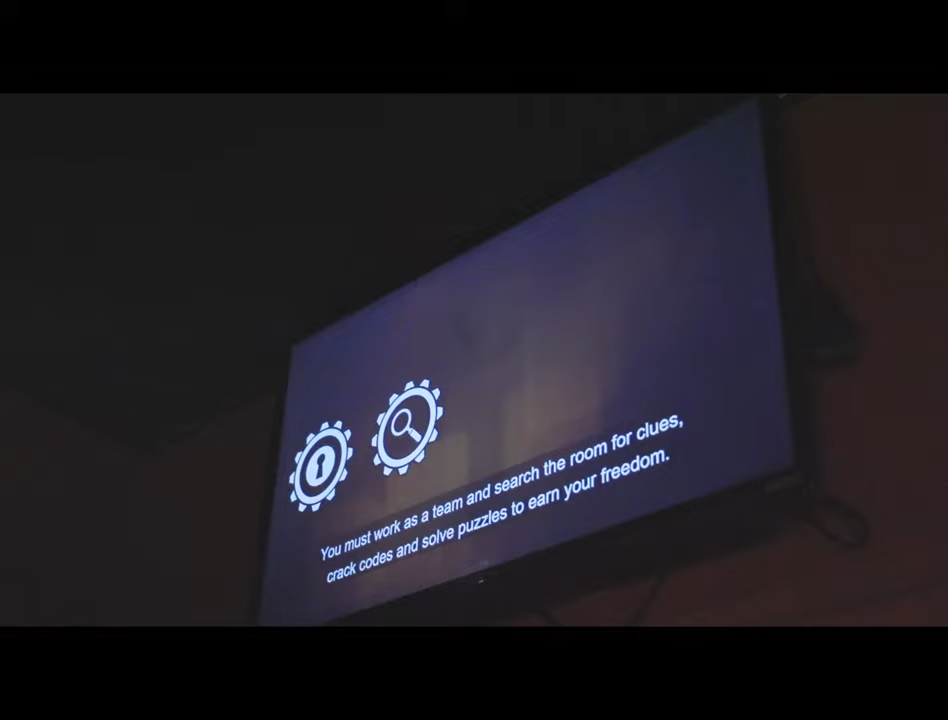 You must work as a team and search the room for clues,
crack codes and solve puzzles to earn your freedom.